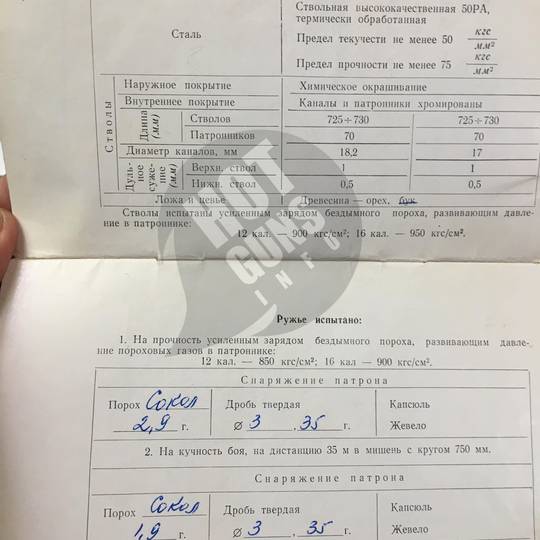 Сталь
Ствольная высококачественная 50РА,
термически обработанная
Предел текучести не менее 50 кгс/мм²
Предел прочности не менее 75 кгс/мм²
Стволы
Наружное покрытие Химическое окрашивание
Внутреннее покрытие Каналы и патронники хромированы
Длина (мм) Стволов 725÷730 725÷730
Патронников 70 70
Диаметр каналов, мм 18,2 17
Дульное сужение (мм) Верхн. ствол 1 1
Нижн. ствол 0,5 0,5
Ложа и цевье Древесина — орех, бук
Стволы испытаны усиленным зарядом бездымного пороха, развивающим давле-
ние в патроннике:
12 кал. — 900 кгс/см²; 16 кал. — 950 кгс/см².
HOT
GUNS
INFO
Ружье испытано:
1. На прочность усиленным зарядом бездымного пороха, развивающим давле-
ние пороховых газов в патроннике:
12 кал. — 850 кгс/см²; 16 кал — 900 кгс/см².
Снаряжение патрона
Порох Сокол Дробь твердая Капсюль
2,9 г. ⌀ 3 , 35 г. Жевело
2. На кучность боя, на дистанцию 35 м в мишень с кругом 750 мм.
Снаряжение патрона
Порох Сокол Дробь твердая Капсюль
1,9 г. ⌀ 3 , 35 г. Жевело